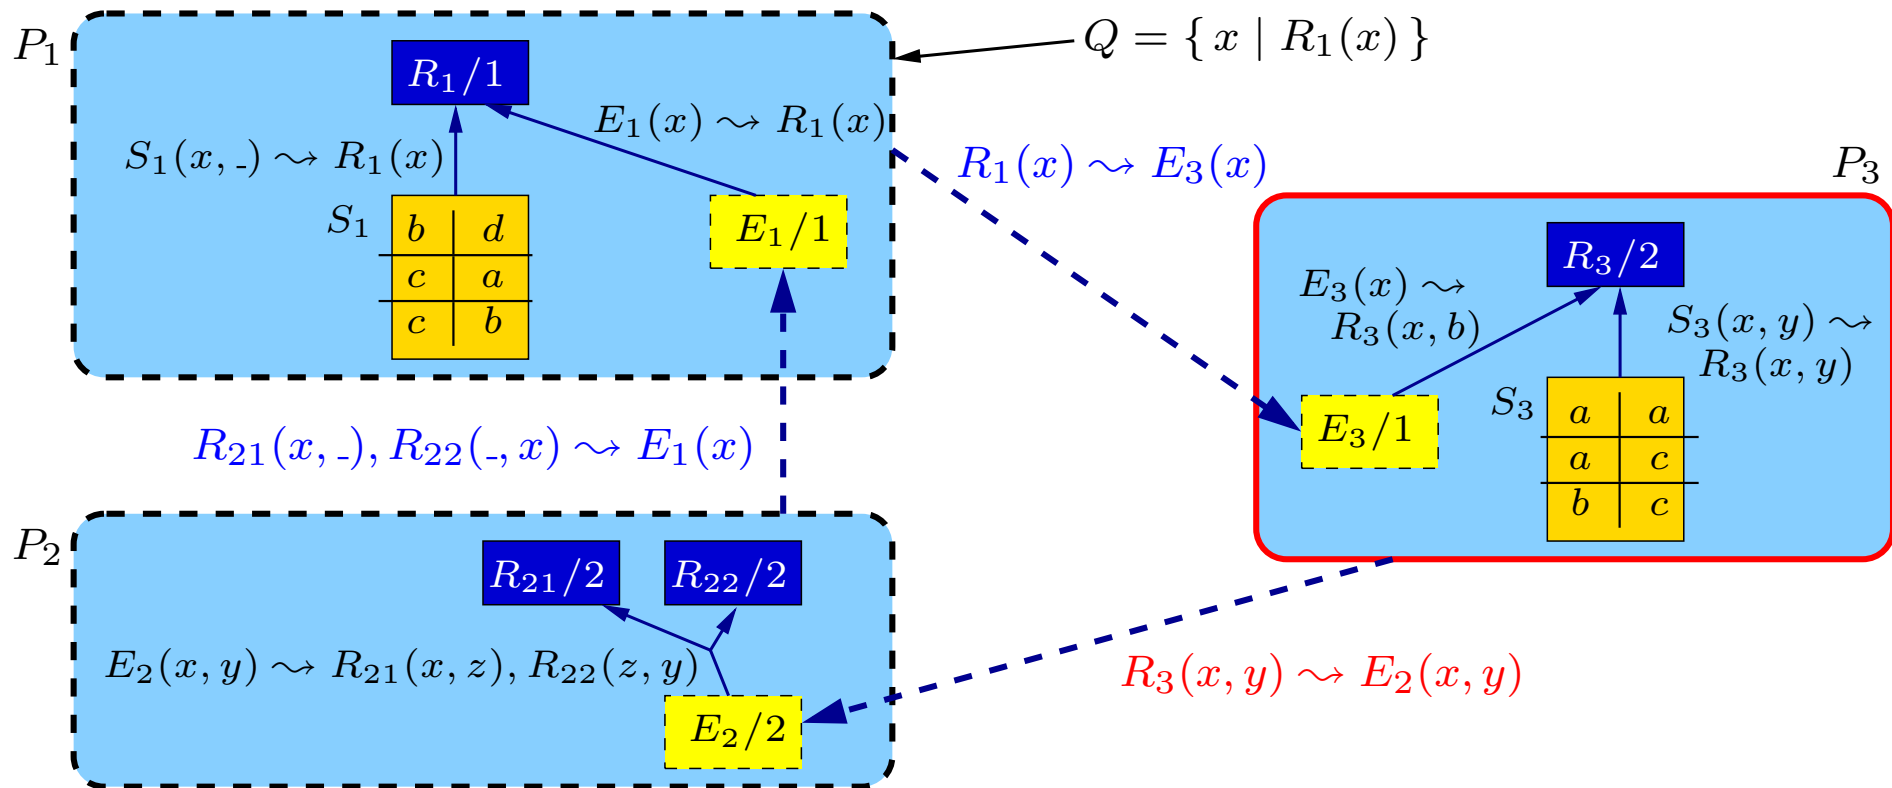 P₁
R₁/1
Q = { x | R₁(x) }
E₁(x) ⤳ R₁(x)
S₁(x, _) ⤳ R₁(x)
S₁
b d
c a
c b
E₁/1
R₁(x) ⤳ E₃(x)
P₃
R₃/2
E₃(x) ⤳
R₃(x, b)
S₃(x, y) ⤳
R₃(x, y)
E₃/1
S₃
a a
a c
b c
R₂₁(x, _), R₂₂(_, x) ⤳ E₁(x)
P₂
R₂₁/2
R₂₂/2
E₂(x, y) ⤳ R₂₁(x, z), R₂₂(z, y)
E₂/2
R₃(x, y) ⤳ E₂(x, y)